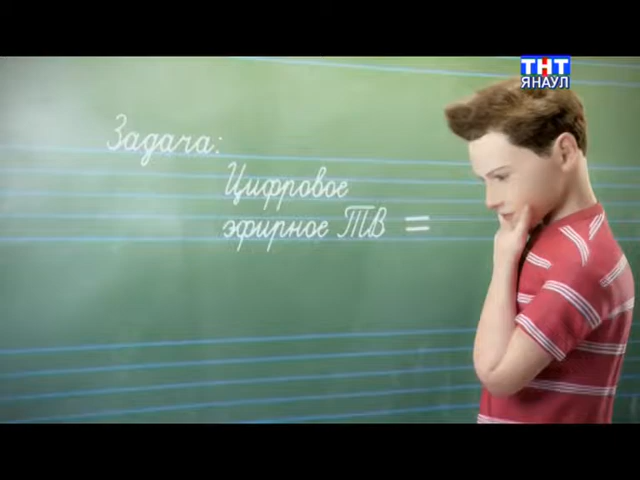 ТНТ
ЯНАУЛ
Задача:
Цифровое
эфирное ТВ =